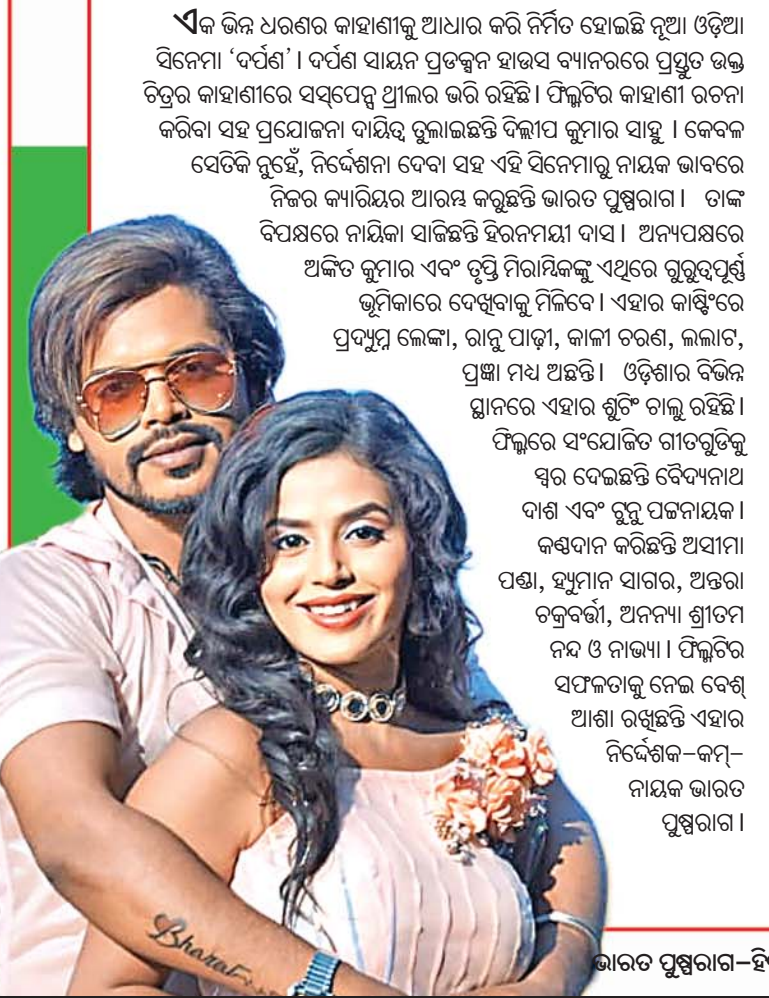 ଏକ ଭିନ୍ନ ଧରଣର କାହାଣୀକୁ ଆଧାର କରି ନିର୍ମିତ ହୋଇଛି ନୂଆ ଓଡ଼ିଆ
ସିନେମା ‘ଦର୍ପଣ’ । ଦର୍ପଣ ସାୟନ ପ୍ରଡକ୍ସନ ହାଉସ ବ୍ୟାନରରେ ପ୍ରସ୍ତୁତ ଉକ୍ତ
ଚିତ୍ରର କାହାଣୀରେ ସସ୍‌ପେନ୍ସ ଥ୍ରୀଲର ଭରି ରହିଛି । ଫିଲ୍ମଟିର କାହାଣୀ ରଚନା
କରିବା ସହ ପ୍ରଯୋଜନା ଦାୟିତ୍ୱ ତୁଲାଇଛନ୍ତି ଦିଲ୍ଲୀପ କୁମାର ସାହୁ । କେବଳ
ସେତିକି ନୁହେଁ, ନିର୍ଦ୍ଦେଶନା ଦେବା ସହ ଏହି ସିନେମାରୁ ନାୟକ ଭାବରେ
ନିଜର କ୍ୟାରିୟର ଆରମ୍ଭ କରୁଛନ୍ତି ଭାରତ ପୁଷ୍ପରାଗ । ତାଙ୍କ
ବିପକ୍ଷରେ ନାୟିକା ସାଜିଛନ୍ତି ହିରନମୟୀ ଦାସ । ଅନ୍ୟପକ୍ଷରେ
ଅଙ୍କିତ କୁମାର ଏବଂ ତୃପ୍ତି ମିରାମ୍ବିକଙ୍କୁ ଏଥିରେ ଗୁରୁତ୍ୱପୂର୍ଣ୍ଣ
ଭୂମିକାରେ ଦେଖିବାକୁ ମିଳିବେ । ଏହାର କାଷ୍ଟିଂରେ
ପ୍ରଦ୍ୟୁମ୍ନ ଲେଙ୍କା, ରାନୁ ପାଢ଼ୀ, କାଳୀ ଚରଣ, ଲଲାଟ,
ପ୍ରଜ୍ଞା ମଧ୍ୟ ଅଛନ୍ତି । ଓଡ଼ିଶାର ବିଭିନ୍ନ
ସ୍ଥାନରେ ଏହାର ଶୁଟିଂ ଚାଲୁ ରହିଛି ।
ଫିଲ୍ମରେ ସଂଯୋଜିତ ଗୀତଗୁଡିକୁ
ସ୍ୱର ଦେଇଛନ୍ତି ବୈଦ୍ୟନାଥ
ଦାଶ ଏବଂ ଟୁନୁ ପଟ୍ଟନାୟକ ।
କଣ୍ଠଦାନ କରିଛନ୍ତି ଅସୀମା
ପଣ୍ଡା, ହ୍ୟୁମାନ ସାଗର, ଅନ୍ତରା
ଚକ୍ରବର୍ତ୍ତୀ, ଅନନ୍ୟା ଶ୍ରୀତମ
ନନ୍ଦ ଓ ନାଭ୍ୟା । ଫିଲ୍ମଟିର
ସଫଳତାକୁ ନେଇ ବେଶ୍
ଆଶା ରଖିଛନ୍ତି ଏହାର
ନିର୍ଦ୍ଦେଶକ–କମ୍–
ନାୟକ ଭାରତ
ପୁଷ୍ପରାଗ ।
Bharat
ଭାରତ ପୁଷ୍ପରାଗ–